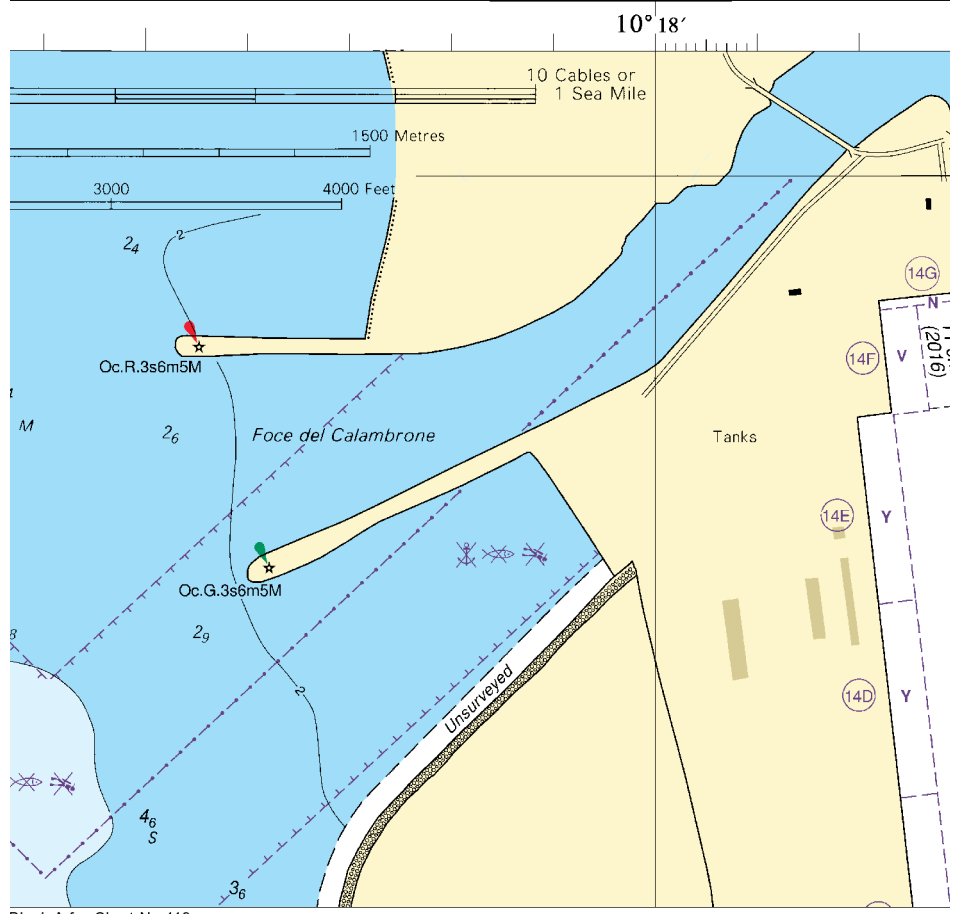 10° 18′
10 Cables or
1 Sea Mile
1500 Metres
3000
4000 Feet
2₄
2
14G
N
(2016)
14F
V
Oc.R.3s6m5M
M
2₆
Foce del Calambrone
Tanks
14E
Y
Oc.G.3s6m5M
2₉
8
2
Unsurveyed
14D
Y
4₆
S
3₆